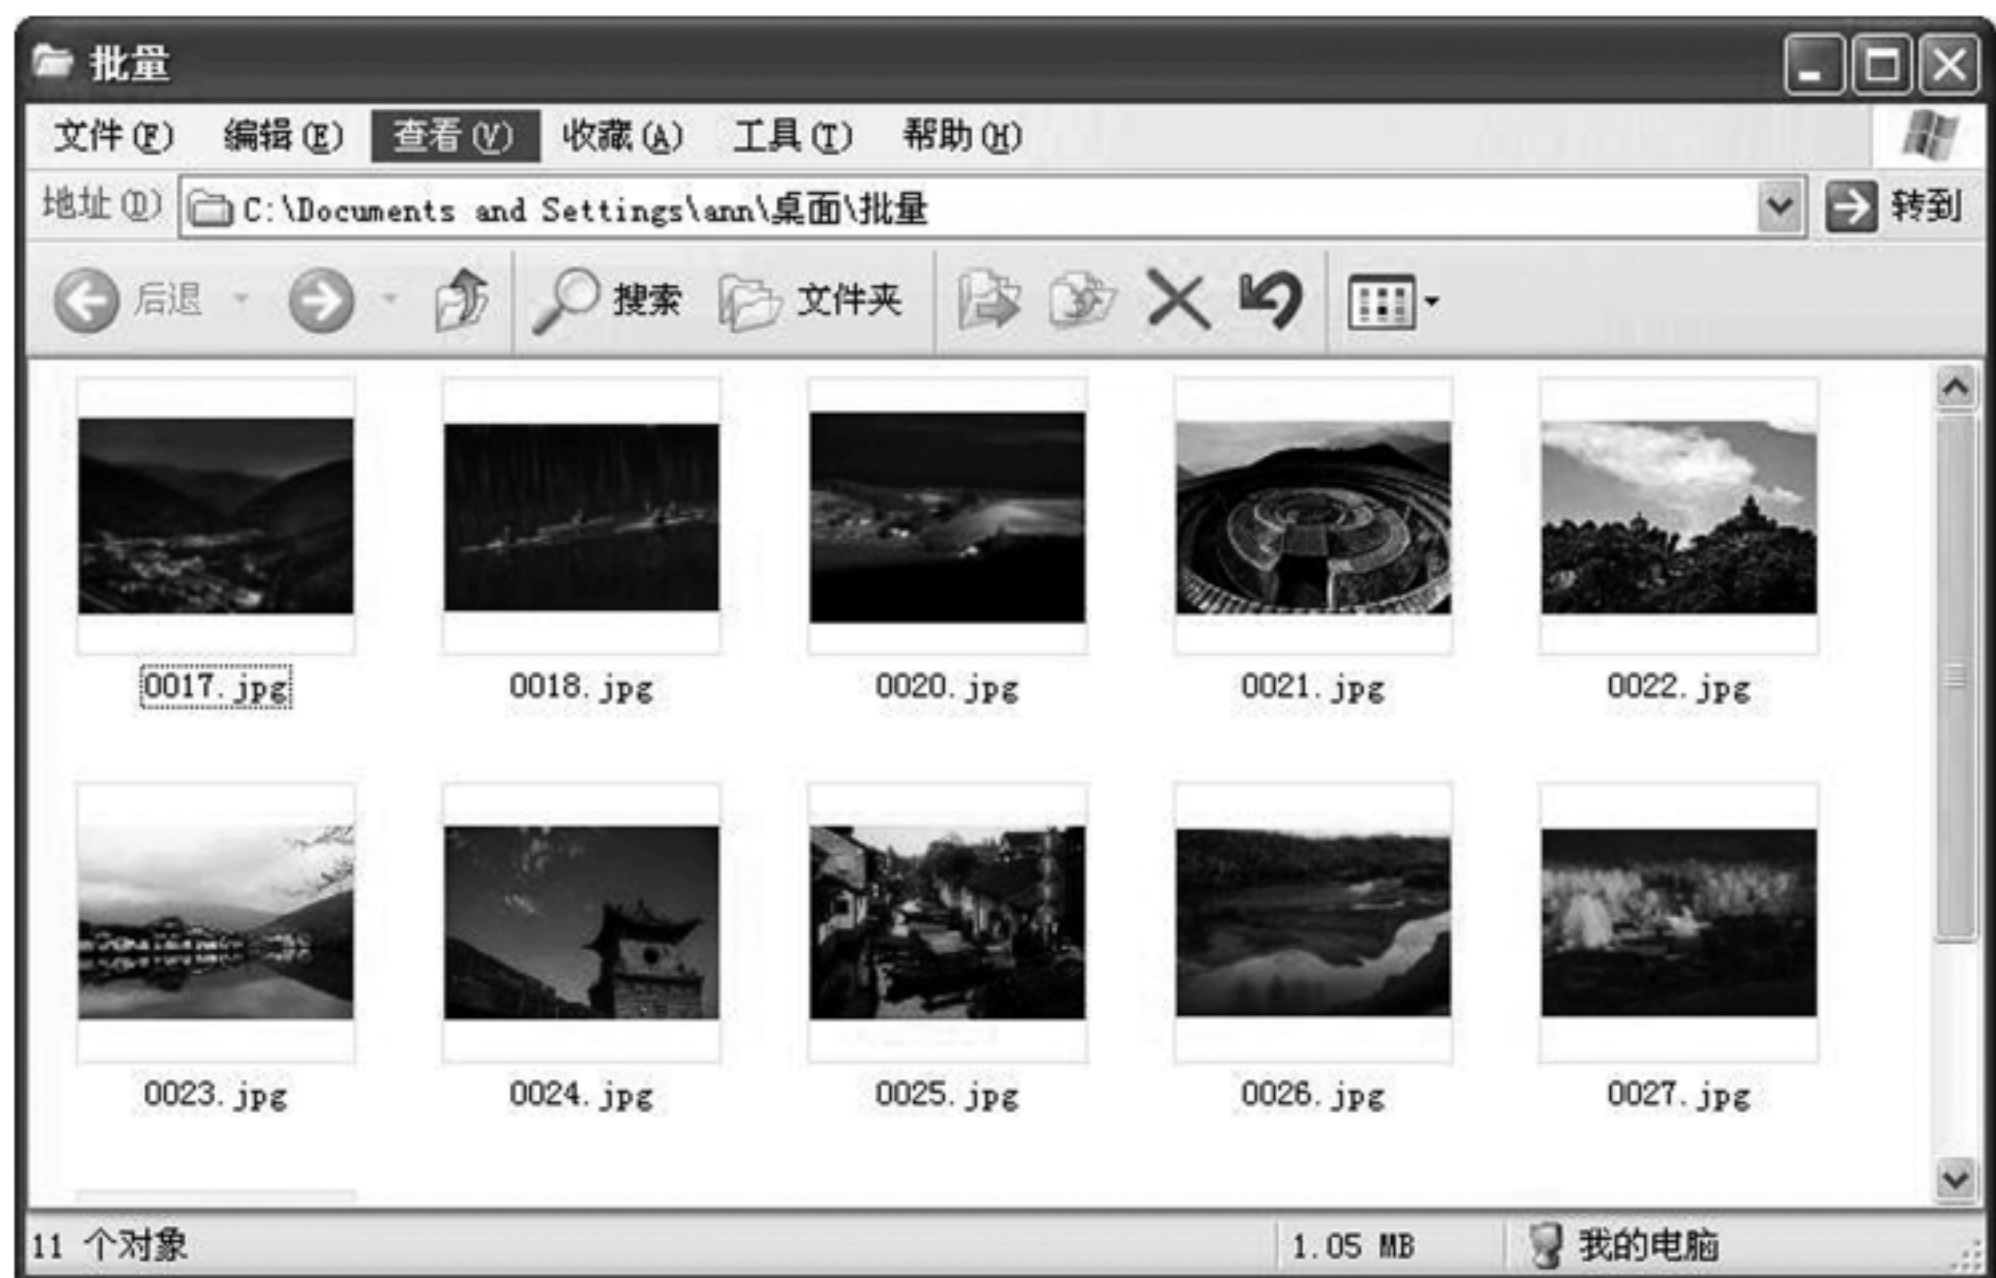 批量
文件(F) 编辑(E) 查看(V) 收藏(A) 工具(T) 帮助(H)
地址(D) C:\Documents and Settings\ann\桌面\批量 转到
后退 搜索 文件夹
0017.jpg 0018.jpg 0020.jpg 0021.jpg 0022.jpg
0023.jpg 0024.jpg 0025.jpg 0026.jpg 0027.jpg
11 个对象 1.05 MB 我的电脑